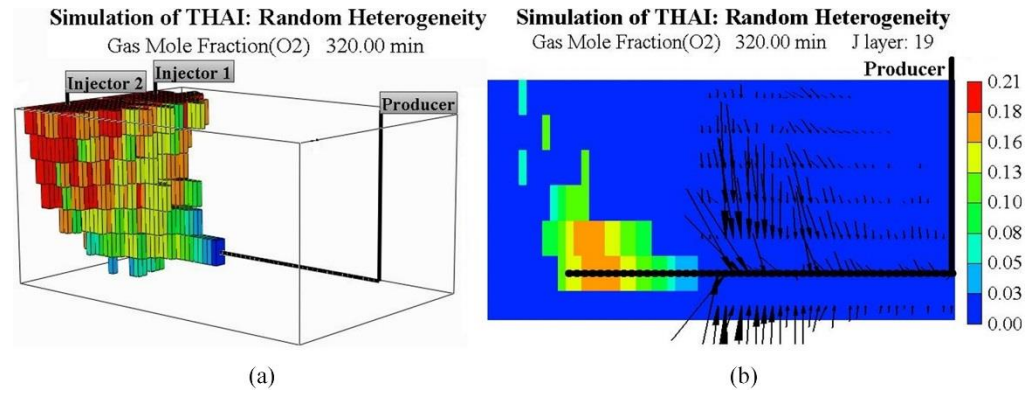 Simulation of THAI: Random Heterogeneity
Gas Mole Fraction(O2) 320.00 min
Injector 1
Injector 2
Producer
(a)
Simulation of THAI: Random Heterogeneity
Gas Mole Fraction(O2) 320.00 min J layer: 19
Producer
0.21
0.18
0.16
0.13
0.10
0.08
0.05
0.03
0.00
(b)